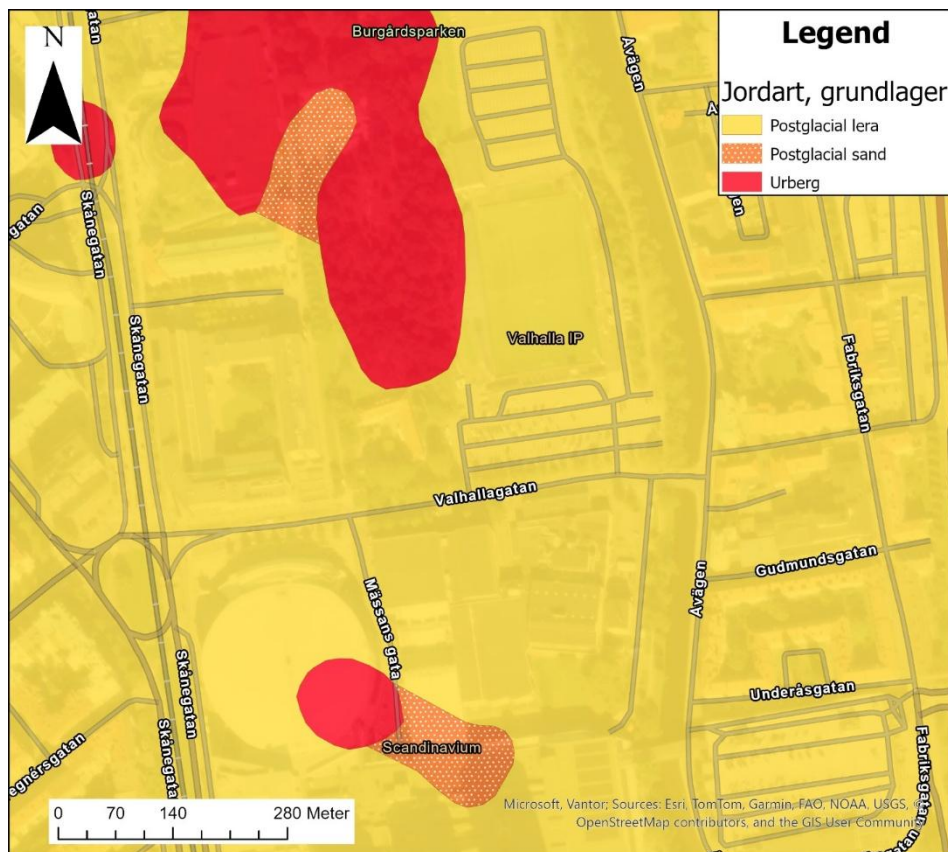 N
Legend
Jordart, grundlager
Postglacial lera
Postglacial sand
Urberg
Burgårdsparken
Åvägen
Skånegatan
Skånegatan
Skånegatan
Valhalla IP
Fabriksgatan
Valhallagatan
Gudmundsgatan
Åvägen
Mässans gata
Skånegatan
Skånegatan
Underåsgatan
Scandinavium
Fabriksgatan
0 70 140 280 Meter
Microsoft, Vantor; Sources: Esri, TomTom, Garmin, FAO, NOAA, USGS, ©
OpenStreetMap contributors, and the GIS User Community